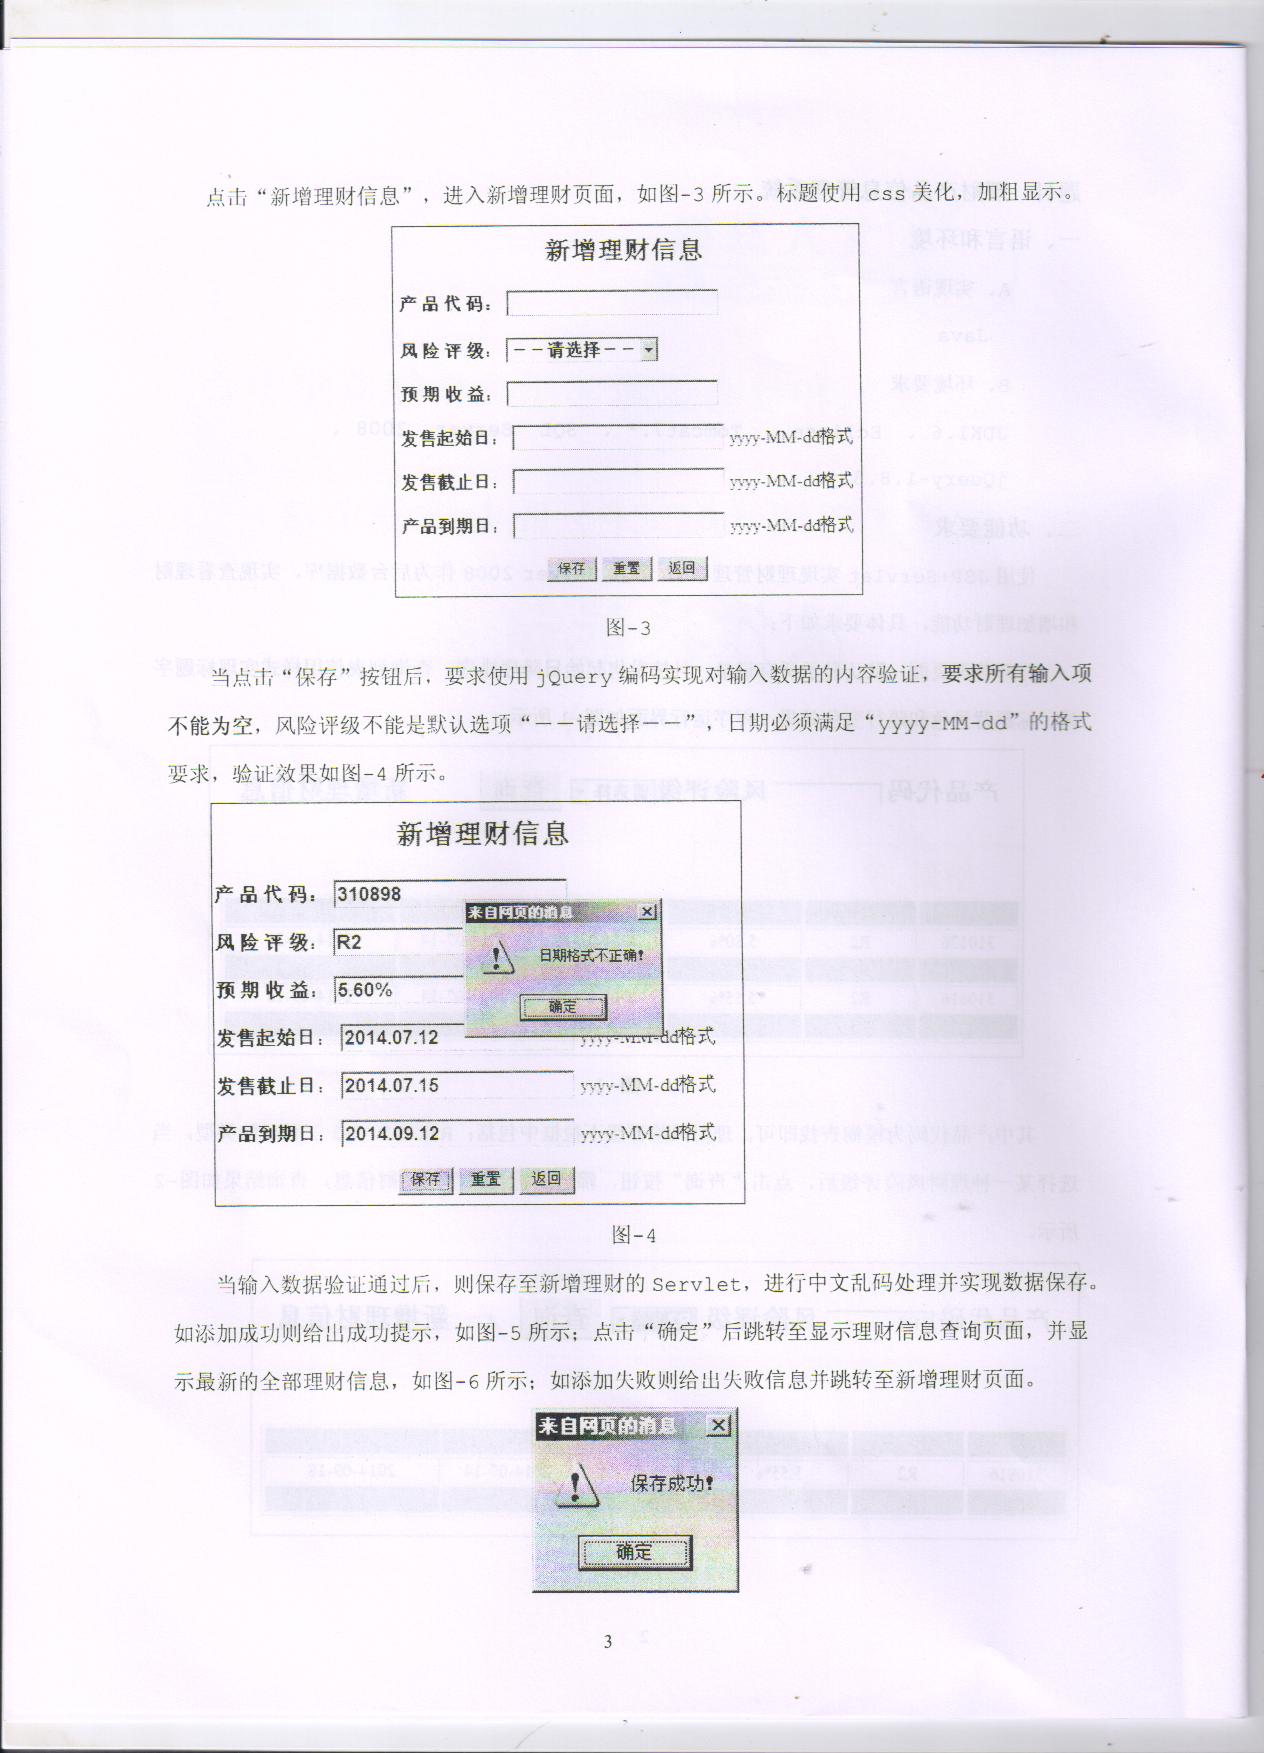 点击“新增理财信息”，进入新增理财页面，如图-3 所示。标题使用 css 美化，加粗显示。
新增理财信息
产品代码：
风险评级： --请选择--
预期收益：
发售起始日： yyyy-MM-dd格式
发售截止日： yyyy-MM-dd格式
产品到期日： yyyy-MM-dd格式
保存 重置 返回
图-3
当点击“保存”按钮后，要求使用 jQuery 编码实现对输入数据的内容验证，要求所有输入项
不能为空，风险评级不能是默认选项“---请选择---”，日期必须满足“yyyy-MM-dd”的格式
要求，验证效果如图-4 所示。
新增理财信息
产品代码： 310898
来自网页的消息
风险评级： R2
日期格式不正确!
预期收益： 5.60%
确定
发售起始日： 2014.07.12 yyyy-MM-dd格式
发售截止日： 2014.07.15 yyyy-MM-dd格式
产品到期日： 2014.09.12 yyyy-MM-dd格式
保存 重置 返回
图-4
当输入数据验证通过后，则保存至新增理财的 Servlet，进行中文乱码处理并实现数据保存。
如添加成功则给出成功提示，如图-5 所示；点击“确定”后跳转至显示理财信息查询页面，并显
示最新的全部理财信息，如图-6 所示；如添加失败则给出失败信息并跳转至新增理财页面。
来自网页的消息
保存成功!
确定
3